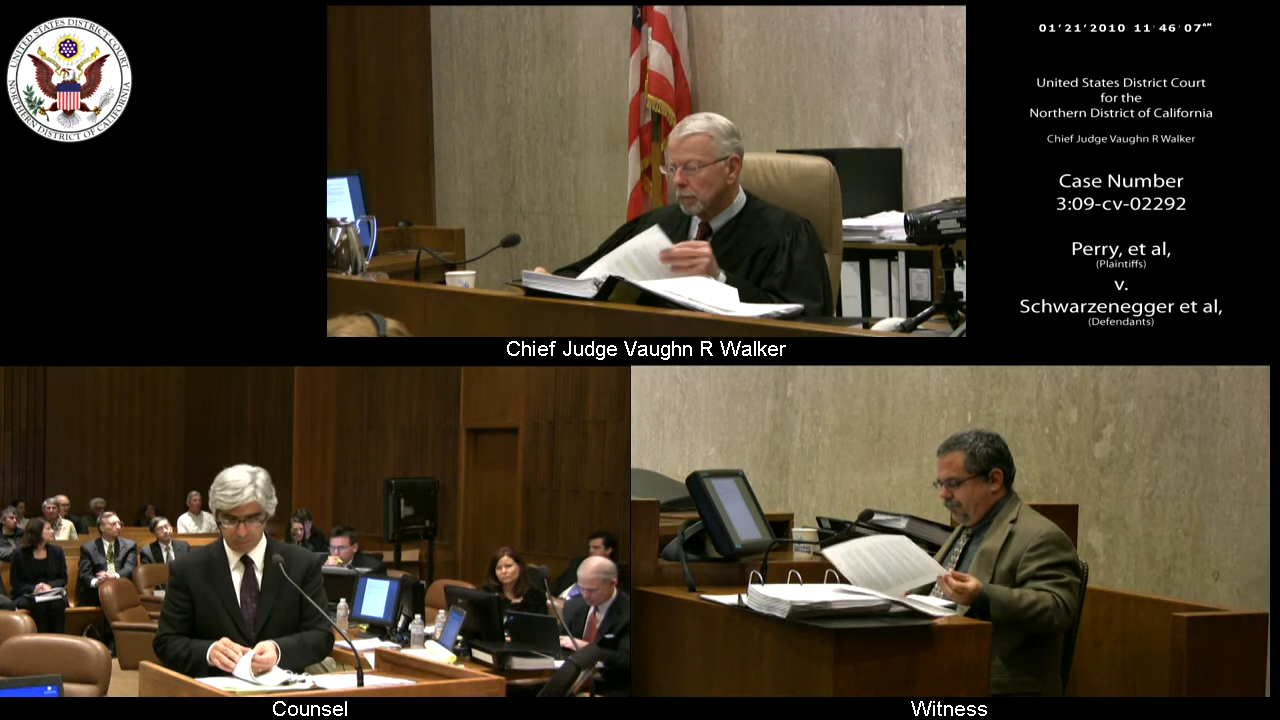 UNITED STATES DISTRICT COURT
NORTHERN DISTRICT OF CALIFORNIA
01'21'2010 11:46:07 AM
United States District Court
for the
Northern District of California
Chief Judge Vaughn R Walker
Case Number
3:09-cv-02292
Perry, et al,
(Plaintiffs)
v.
Schwarzenegger et al,
(Defendants)
Chief Judge Vaughn R Walker
Counsel
Witness